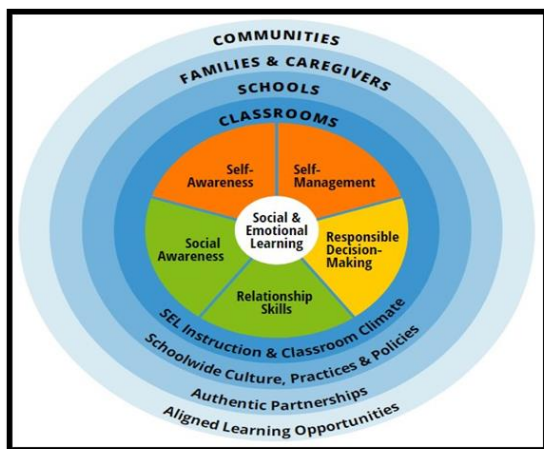 COMMUNITIES
FAMILIES & CAREGIVERS
SCHOOLS
CLASSROOMS
Self-
Awareness
Self-
Management
Social &
Emotional
Learning
Social
Awareness
Responsible
Decision-
Making
Relationship
Skills
SEL Instruction & Classroom Climate
Schoolwide Culture, Practices & Policies
Authentic Partnerships
Aligned Learning Opportunities